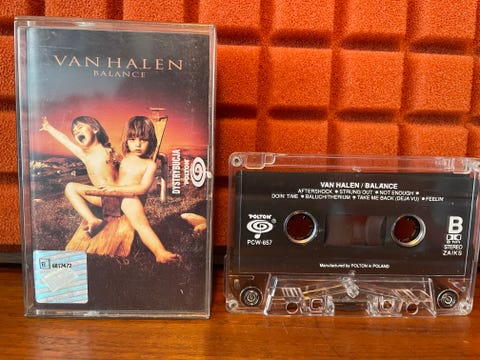 VAN HALEN
BALANCE
DYSTRYBUCJA
POLTON
B 6817473
VAN HALEN / BALANCE
AFTERSHOCK ● STRUNG OUT ● NOT ENOUGH ●
DOIN' TIME ● BALUCHITHERIUM ● TAKE ME BACK (DEJA VU) ● FEELIN'
POLTON
PCW-657
B
STEREO
ZAIKS
Manufactured by POLTON in POLAND